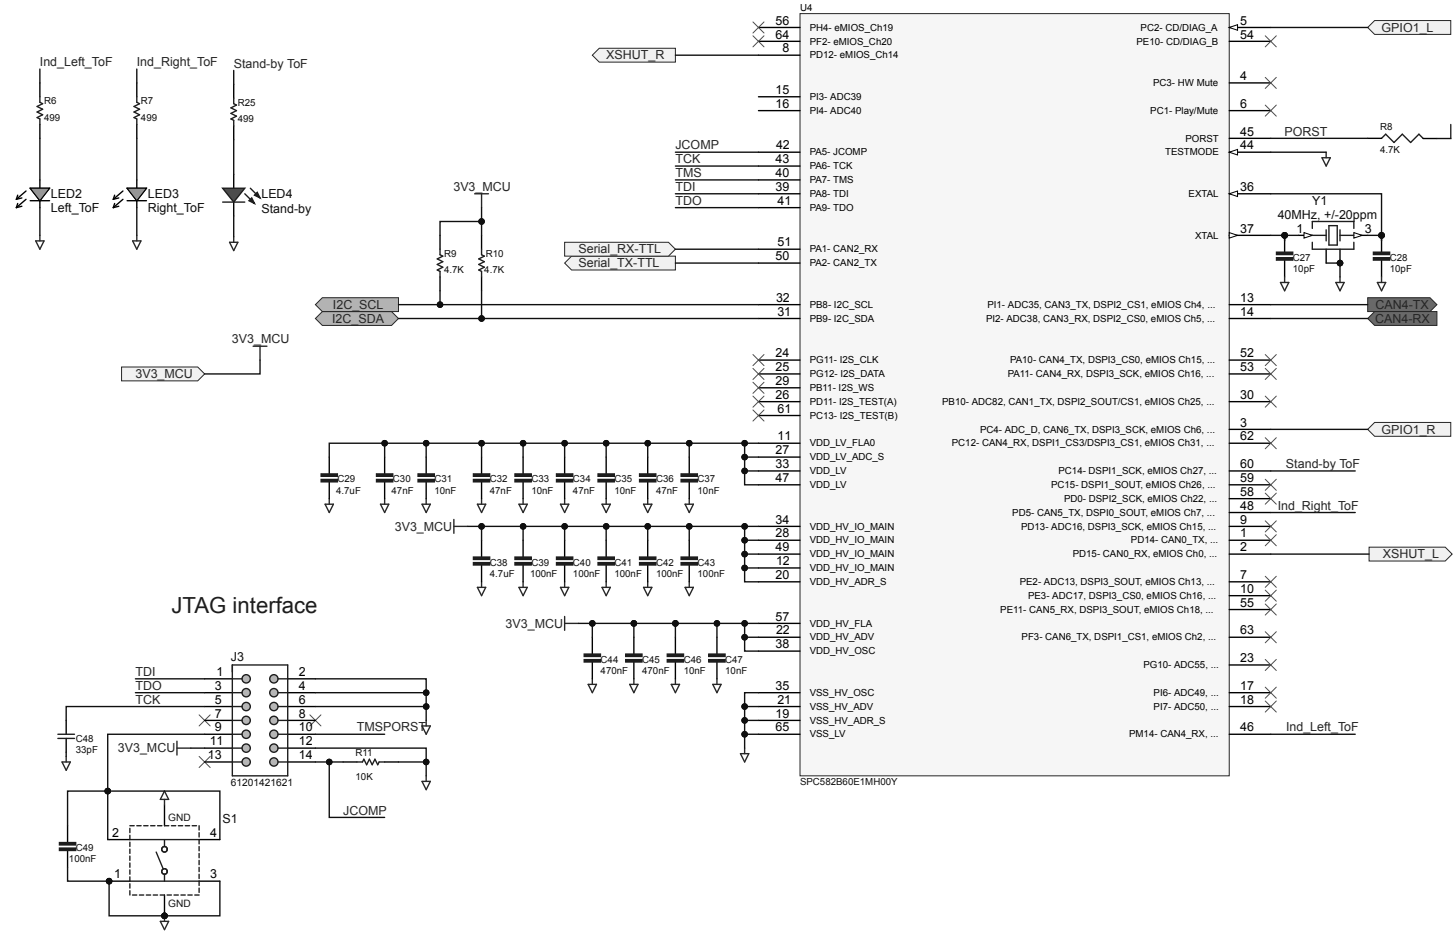 U4
56 PH4- eMIOS_Ch19
64 PF2- eMIOS_Ch20
XSHUT_R 8 PD12- eMIOS_Ch14
15 PI3- ADC39
16 PI4- ADC40
JCOMP 42 PA5- JCOMP
TCK 43 PA6- TCK
TMS 40 PA7- TMS
TDI 39 PA8- TDI
TDO 41 PA9- TDO
Serial_RX-TTL 51 PA1- CAN2_RX
Serial_TX-TTL 50 PA2- CAN2_TX
I2C_SCL 32 PB8- I2C_SCL
I2C_SDA 31 PB9- I2C_SDA
24 PG11- I2S_CLK
25 PG12- I2S_DATA
29 PB11- I2S_WS
26 PD11- I2S_TEST(A)
61 PC13- I2S_TEST(B)
11 VDD_LV_FLA0
27 VDD_LV_ADC_S
33 VDD_LV
47 VDD_LV
3V3_MCU 34 VDD_HV_IO_MAIN
28 VDD_HV_IO_MAIN
49 VDD_HV_IO_MAIN
12 VDD_HV_IO_MAIN
20 VDD_HV_ADR_S
3V3_MCU 57 VDD_HV_FLA
22 VDD_HV_ADV
38 VDD_HV_OSC
35 VSS_HV_OSC
21 VSS_HV_ADV
19 VSS_HV_ADR_S
65 VSS_LV
SPC582B60E1MH00Y
PC2- CD/DIAG_A 5 GPIO1_L
PE10- CD/DIAG_B 54
PC3- HW Mute 4
PC1- Play/Mute 6
PORST 45 PORST R8 4.7K
TESTMODE 44
EXTAL 36
XTAL 37
Y1
40MHz, +/-20ppm
1 3
C27 10pF
C28 10pF
PI1- ADC35, CAN3_TX, DSPI2_CS1, eMIOS Ch4, ... 13 CAN4-TX
PI2- ADC38, CAN3_RX, DSPI2_CS0, eMIOS Ch5, ... 14 CAN4-RX
PA10- CAN4_TX, DSPI3_CS0, eMIOS Ch15, ... 52
PA11- CAN4_RX, DSPI3_SCK, eMIOS Ch16, ... 53
PB10- ADC82, CAN1_TX, DSPI2_SOUT/CS1, eMIOS Ch25, ... 30
PC4- ADC_D, CAN6_TX, DSPI3_SCK, eMIOS Ch6, ... 3 GPIO1_R
PC12- CAN4_RX, DSPI1_CS3/DSPI3_CS1, eMIOS Ch31, ... 62
PC14- DSPI1_SCK, eMIOS Ch27, ... 60 Stand-by ToF
PC15- DSPI1_SOUT, eMIOS Ch26, ... 59
PD0- DSPI2_SCK, eMIOS Ch22, ... 58
PD5- CAN5_TX, DSPI0_SOUT, eMIOS Ch7, ... 48 Ind_Right_ToF
PD13- ADC16, DSPI3_SCK, eMIOS Ch15, ... 9
PD14- CAN0_TX, ... 1
PD15- CAN0_RX, eMIOS Ch0, ... 2 XSHUT_L
PE2- ADC13, DSPI3_SOUT, eMIOS Ch13, ... 7
PE3- ADC17, DSPI3_CS0, eMIOS Ch16, ... 10
PE11- CAN5_RX, DSPI3_SOUT, eMIOS Ch18, ... 55
PF3- CAN6_TX, DSPI1_CS1, eMIOS Ch2, ... 63
PG10- ADC55, ... 23
PI6- ADC49, ... 17
PI7- ADC50, ... 18
PM14- CAN4_RX, ... 46 Ind_Left_ToF
Ind_Left_ToF Ind_Right_ToF Stand-by ToF
R6 499
R7 499
R25 499
LED2 Left_ToF
LED3 Right_ToF
LED4 Stand-by
3V3_MCU
R9 4.7K
R10 4.7K
3V3_MCU
3V3_MCU
C29 4.7uF
C30 47nF
C31 10nF
C32 47nF
C33 10nF
C34 47nF
C35 10nF
C36 47nF
C37 10nF
C38 4.7uF
C39 100nF
C40 100nF
C41 100nF
C42 100nF
C43 100nF
C44 470nF
C45 470nF
C46 10nF
C47 10nF
JTAG interface
J3
TDI 1 2
TDO 3 4
TCK 5 6
7 8
9 10 TMSPORST
3V3_MCU 11 12
13 14
R11 10K
61201421621
JCOMP
C48 33pF
C49 100nF
GND S1
2 4
1 3
GND